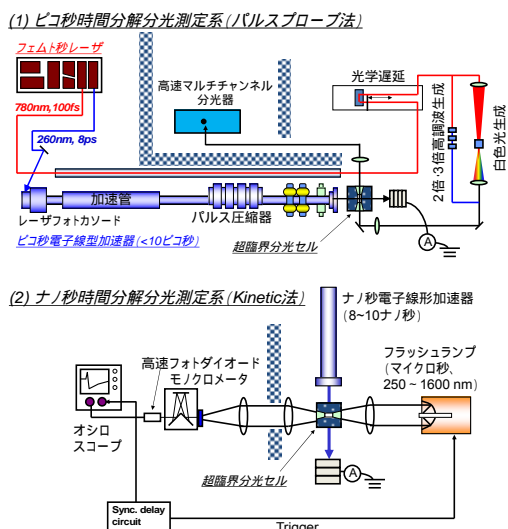 (1) ピコ秒時間分解分光測定系(パルスプローブ法)
フェムト秒レーザ
高速マルチチャンネル
分光器
光学遅延
780nm,100fs
260nm, 8ps
2倍·3倍高調波生成
白色光生成
加速管
レーザフォトカソード
パルス圧縮器
ピコ秒電子線型加速器(<10ピコ秒)
超臨界分光セル
A
(2) ナノ秒時間分解分光測定系(Kinetic法)
ナノ秒電子線形加速器
(8~10ナノ秒)
高速フォトダイオード
モノクロメータ
フラッシュランプ
(マイクロ秒、
250 ~ 1600 nm)
オシロ
スコープ
超臨界分光セル
A
Sync. delay
circuit
Trigger